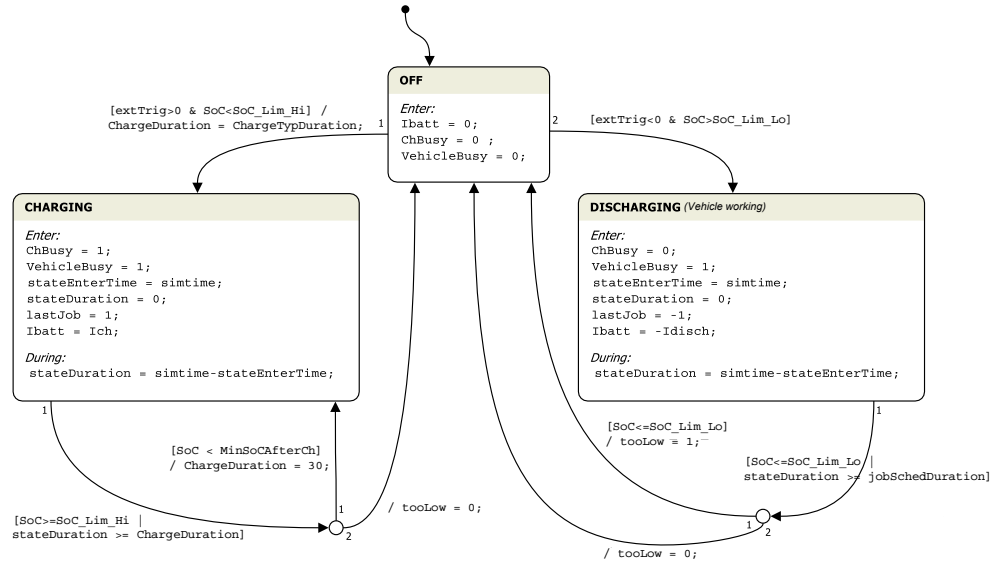 OFF
Enter:
Ibatt = 0;
ChBusy = 0 ;
VehicleBusy = 0;
[extTrig>0 & SoC<SoC_Lim_Hi] /
ChargeDuration = ChargeTypDuration;
1
2
[extTrig<0 & SoC>SoC_Lim_Lo]
CHARGING
Enter:
ChBusy = 1;
VehicleBusy = 1;
stateEnterTime = simtime;
stateDuration = 0;
lastJob = 1;
Ibatt = Ich;
During:
stateDuration = simtime-stateEnterTime;
DISCHARGING (Vehicle working)
Enter:
ChBusy = 0;
VehicleBusy = 1;
stateEnterTime = simtime;
stateDuration = 0;
lastJob = -1;
Ibatt = -Idisch;
During:
stateDuration = simtime-stateEnterTime;
1
[SoC < MinSoCAfterCh]
/ ChargeDuration = 30;
1
2
[SoC>=SoC_Lim_Hi |
stateDuration >= ChargeDuration]
/ tooLow = 0;
[SoC<=SoC_Lim_Lo]
/ tooLow = 1;
1
[SoC<=SoC_Lim_Lo |
stateDuration >= jobSchedDuration]
1
2
/ tooLow = 0;